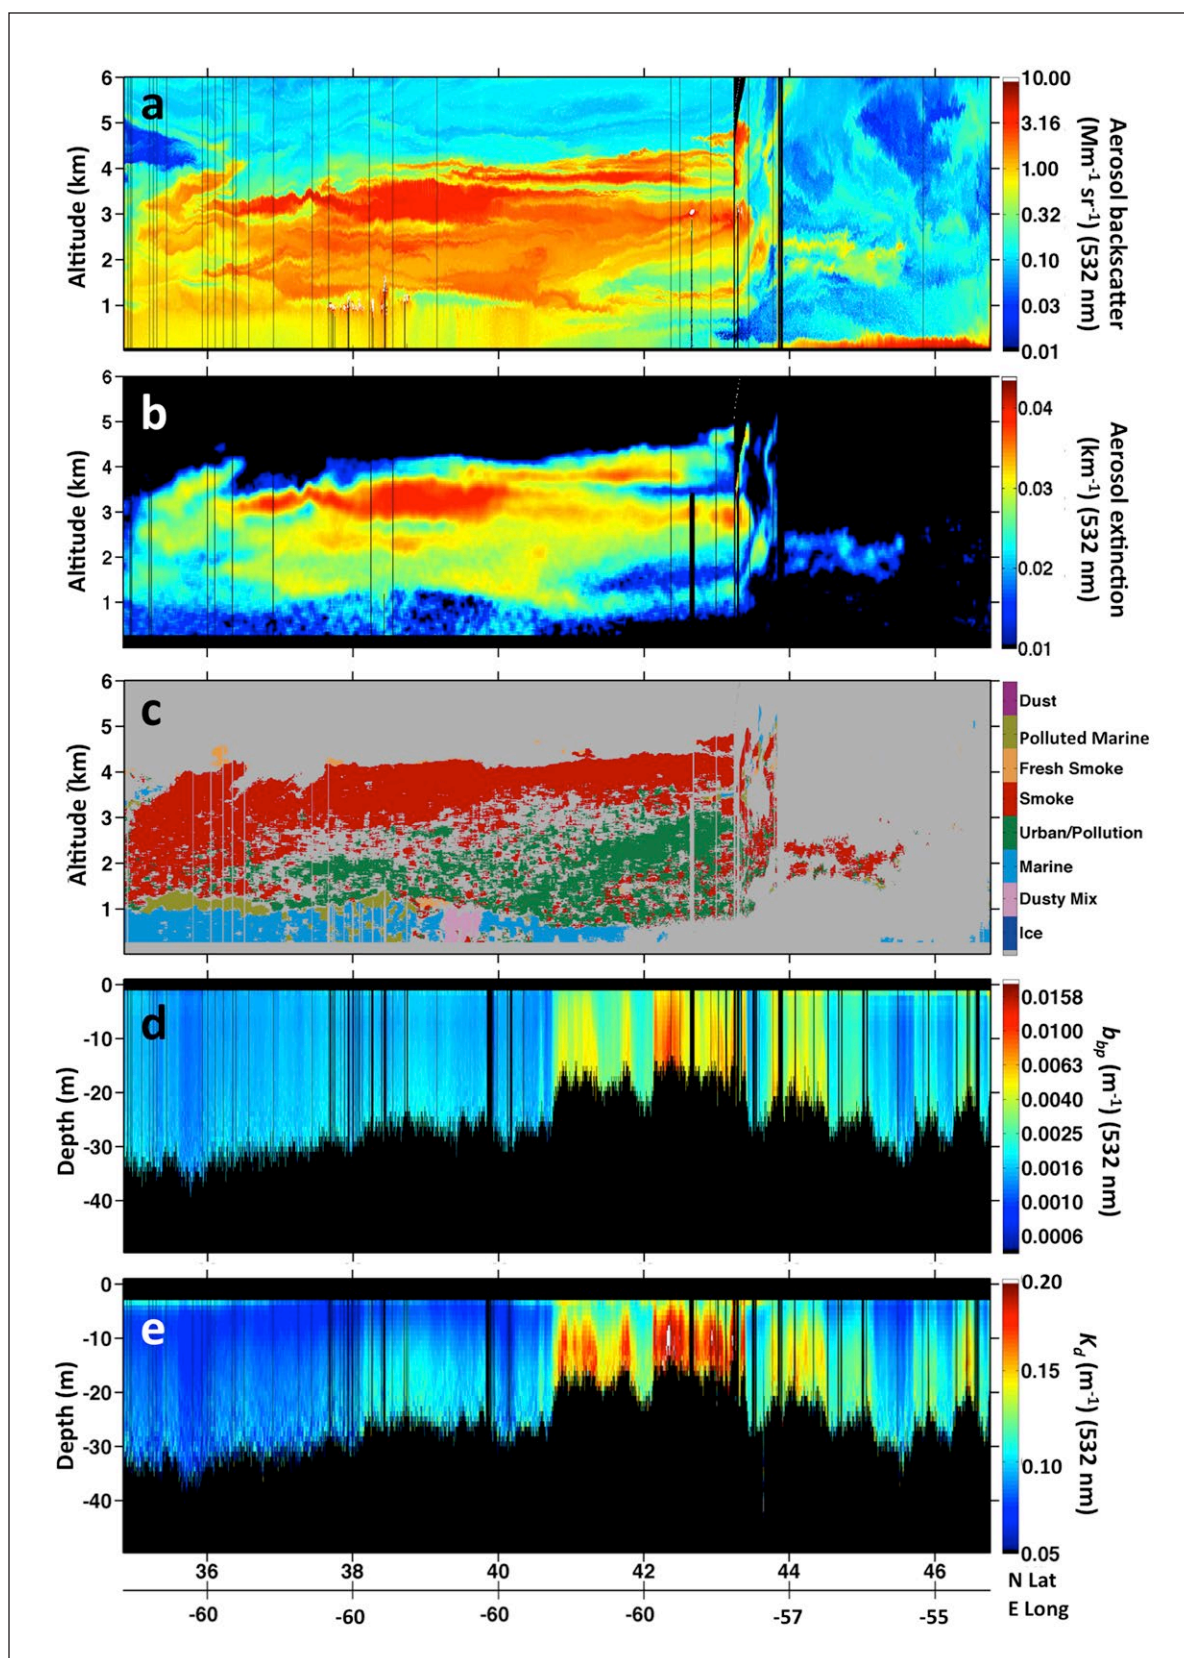 a
Altitude (km)
6
5
4
3
2
1
10.00
3.16
1.00
0.32
0.10
0.03
0.01
Aerosol backscatter
(Mm-1 sr-1) (532 nm)
b
Altitude (km)
6
5
4
3
2
1
0.04
0.03
0.02
0.01
Aerosol extinction
(km-1) (532 nm)
c
Altitude (km)
6
5
4
3
2
1
Dust
Polluted Marine
Fresh Smoke
Smoke
Urban/Pollution
Marine
Dusty Mix
Ice
d
Depth (m)
0
-10
-20
-30
-40
0.0158
0.0100
0.0063
0.0040
0.0025
0.0016
0.0010
0.0006
bbp (m-1) (532 nm)
e
Depth (m)
0
-10
-20
-30
-40
0.20
0.15
0.10
0.05
Kd (m-1) (532 nm)
36 38 40 42 44 46 N Lat
-60 -60 -60 -60 -57 -55 E Long